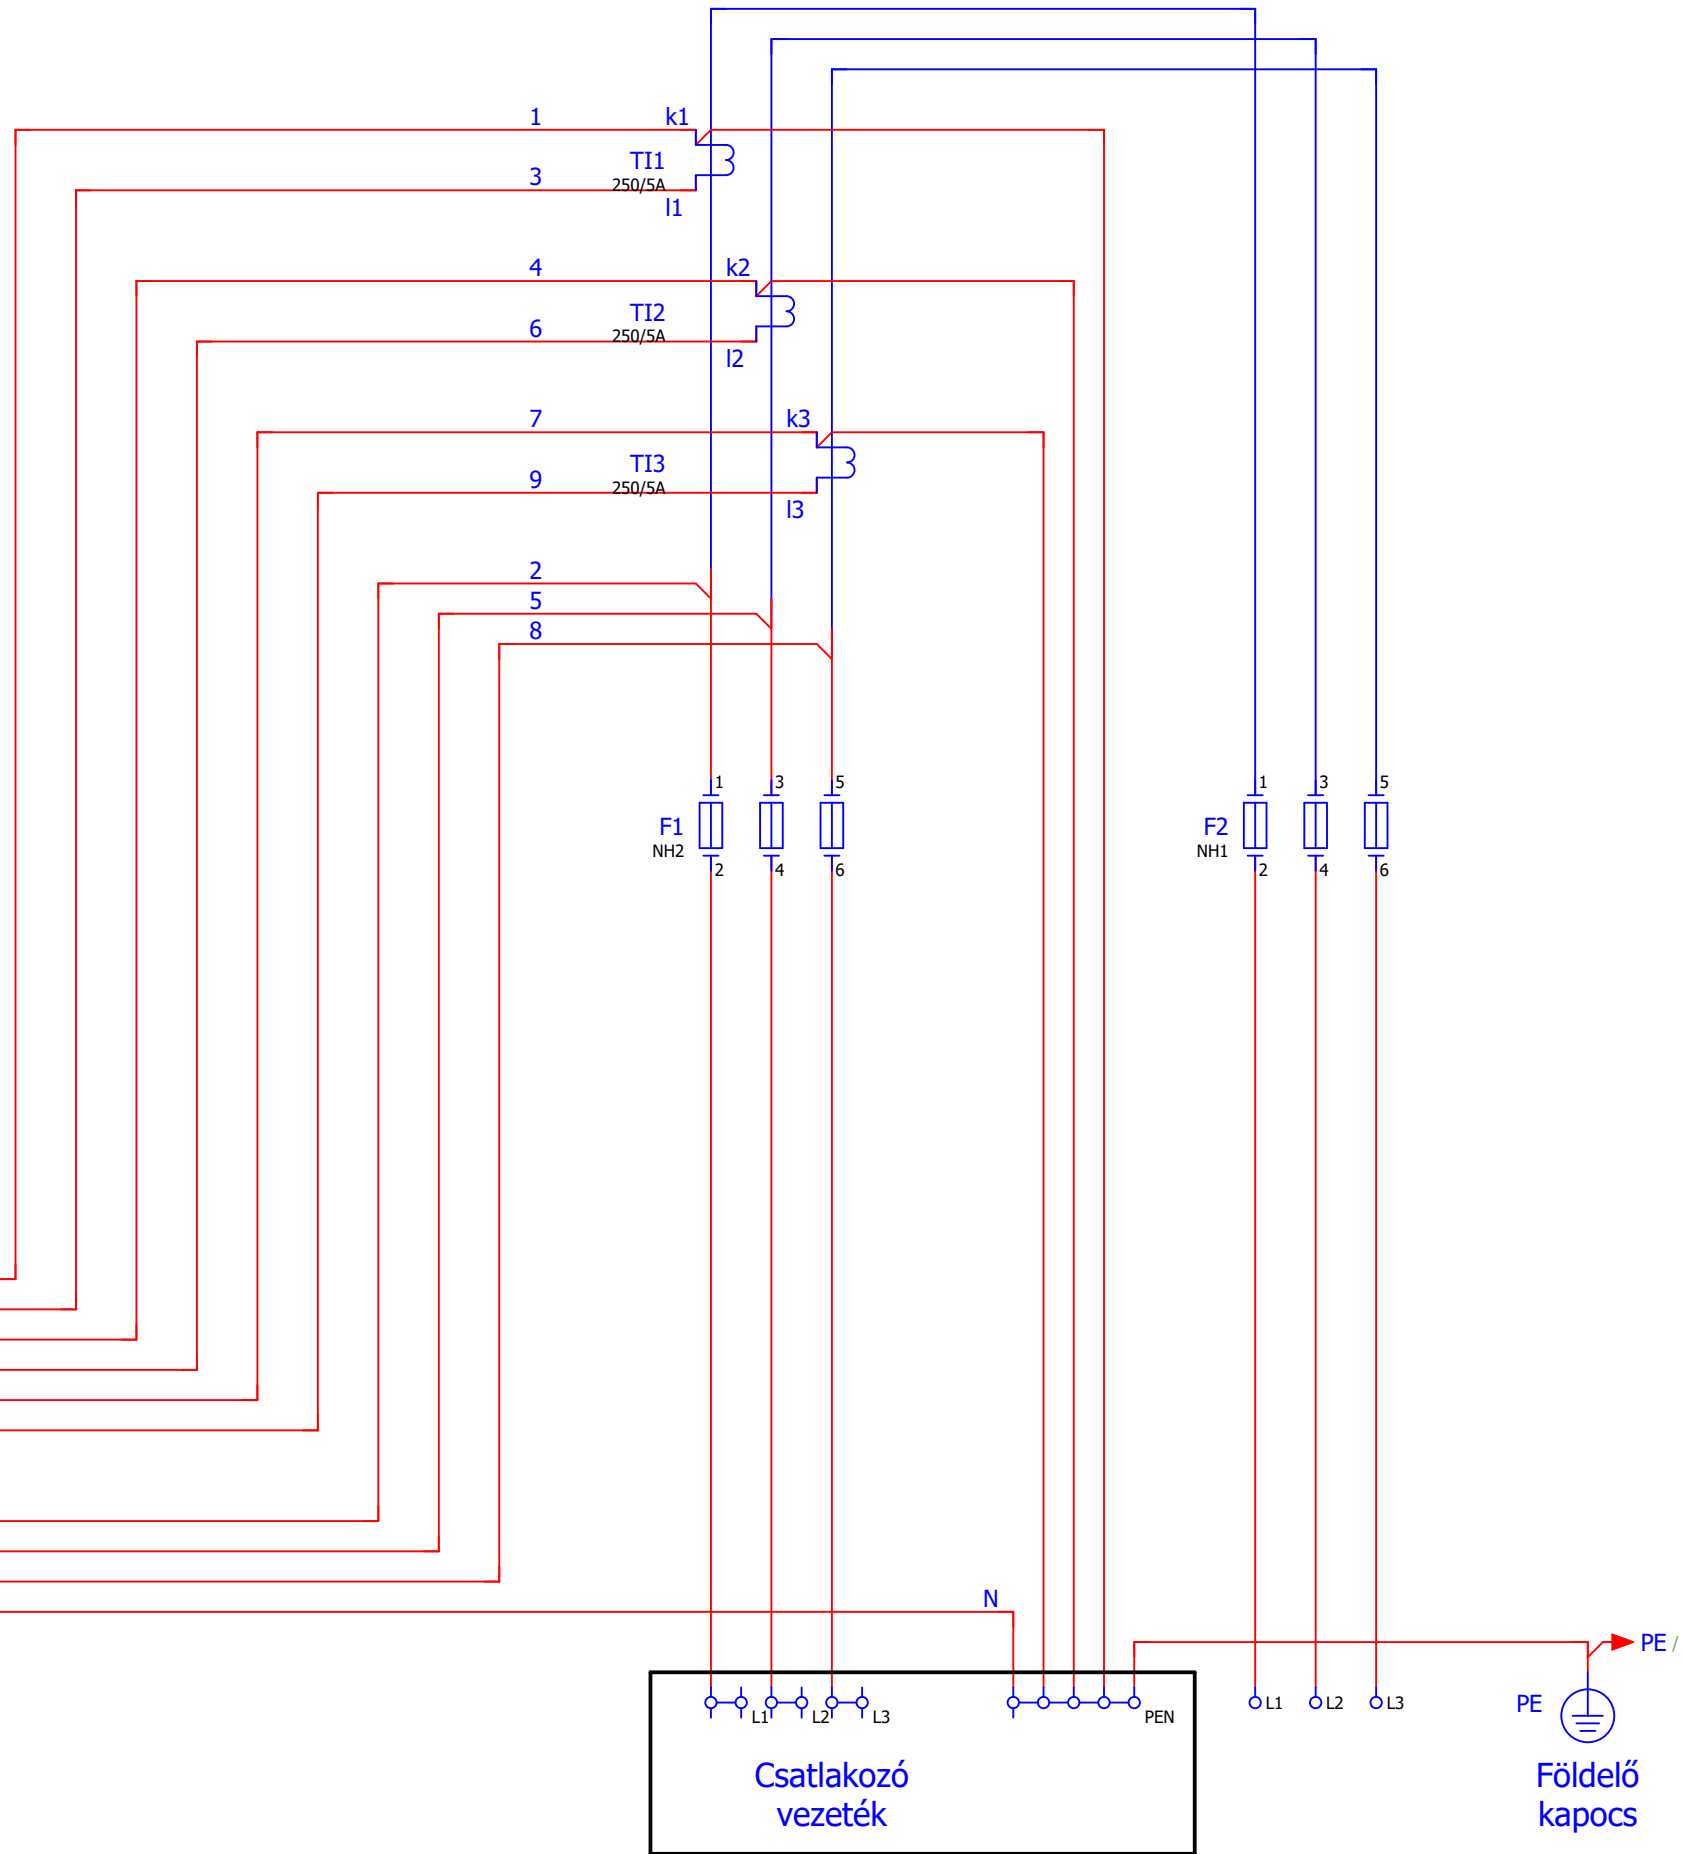 1 k1
TI1
3 250/5A
l1
4 k2
TI2
6 250/5A
l2
7 k3
TI3
9 250/5A
l3
2
5
8
1 3 5 1 3 5
F1 F2
NH2 NH1
2 4 6 2 4 6
N
PE /
L1 L2 L3 PEN L1 L2 L3 PE
Csatlakozó Földelő
vezeték kapocs